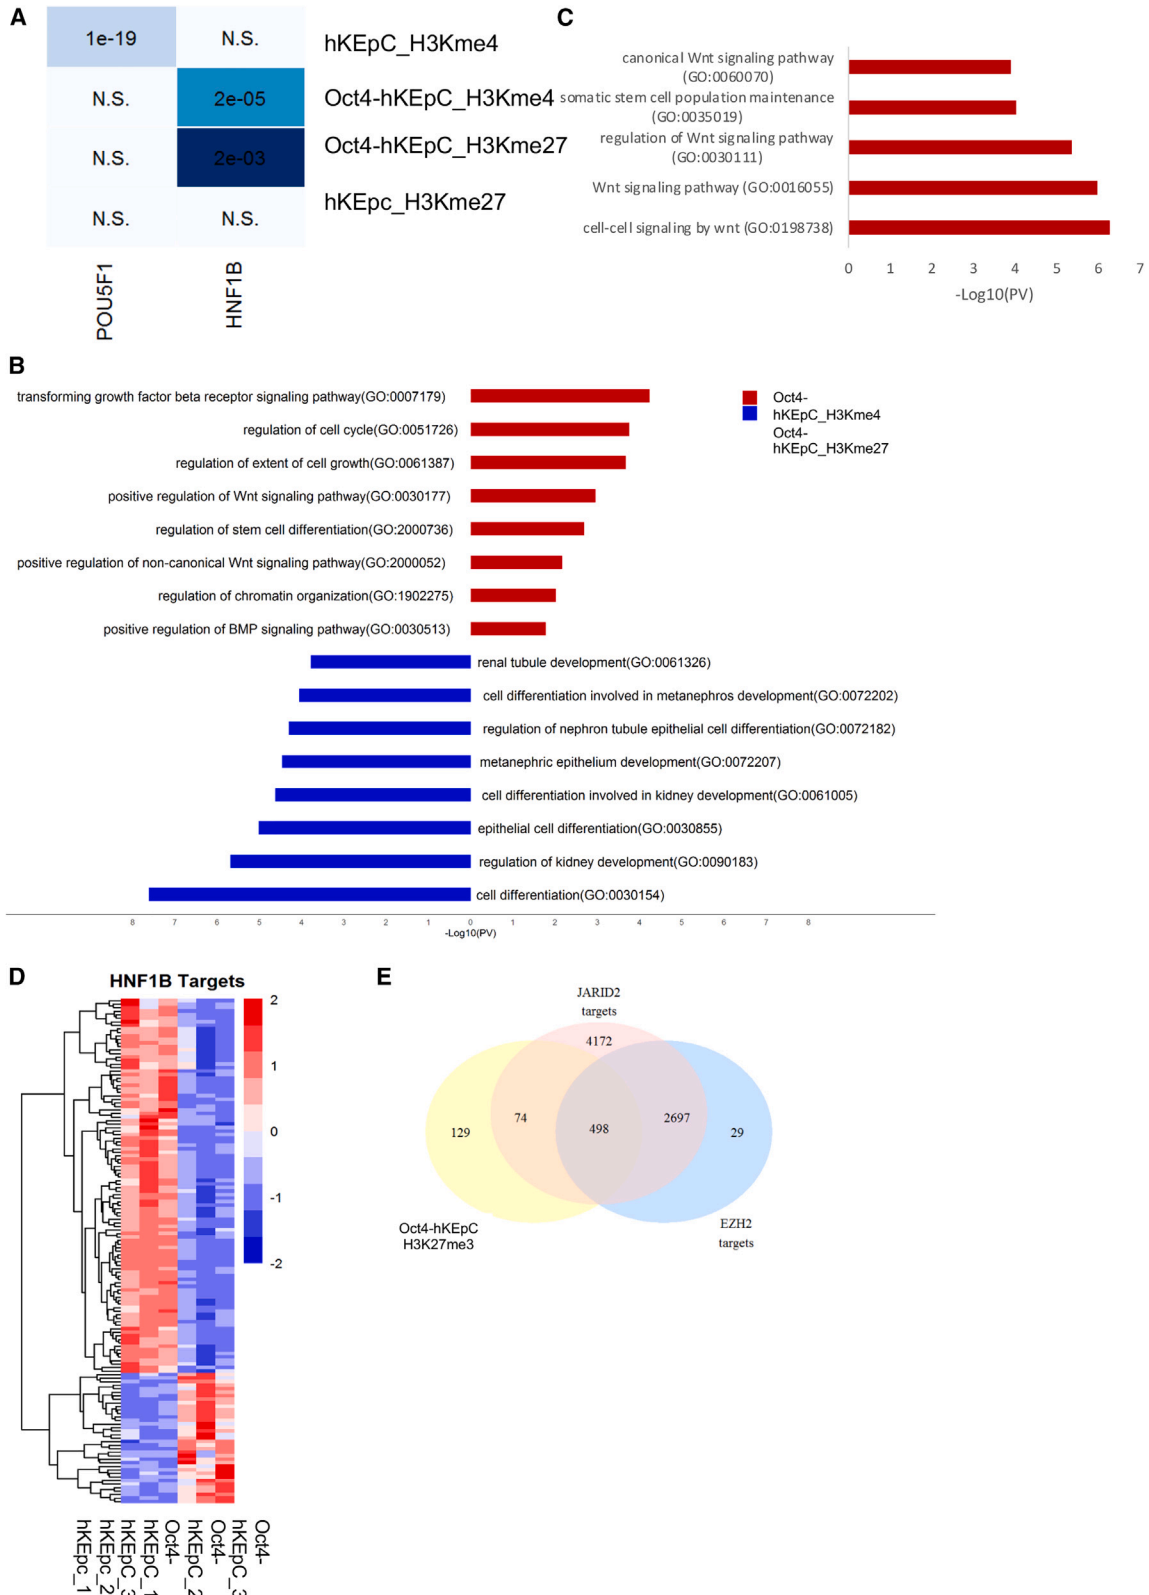 A
1e-19
N.S.
hKEpC_H3Kme4
N.S.
2e-05
Oct4-hKEpC_H3Kme4
N.S.
2e-03
Oct4-hKEpC_H3Kme27
N.S.
N.S.
hKEpc_H3Kme27
POU5F1
HNF1B
C
canonical Wnt signaling pathway
(GO:0060070)
somatic stem cell population maintenance
(GO:0035019)
regulation of Wnt signaling pathway
(GO:0030111)
Wnt signaling pathway (GO:0016055)
cell-cell signaling by wnt (GO:0198738)
0 1 2 3 4 5 6 7
-Log10(PV)
B
transforming growth factor beta receptor signaling pathway(GO:0007179)
regulation of cell cycle(GO:0051726)
regulation of extent of cell growth(GO:0061387)
positive regulation of Wnt signaling pathway(GO:0030177)
regulation of stem cell differentiation(GO:2000736)
positive regulation of non-canonical Wnt signaling pathway(GO:2000052)
regulation of chromatin organization(GO:1902275)
positive regulation of BMP signaling pathway(GO:0030513)
Oct4-
hKEpC_H3Kme4
Oct4-
hKEpC_H3Kme27
renal tubule development(GO:0061326)
cell differentiation involved in metanephros development(GO:0072202)
regulation of nephron tubule epithelial cell differentiation(GO:0072182)
metanephric epithelium development(GO:0072207)
cell differentiation involved in kidney development(GO:0061005)
epithelial cell differentiation(GO:0030855)
regulation of kidney development(GO:0090183)
cell differentiation(GO:0030154)
8 7 6 5 4 3 2 1 0 1 2 3 4 5 6 7 8
-Log10(PV)
D
HNF1B Targets
2
1
0
-1
-2
hKEpc_1
hKEpc_2
hKEpC_3
hKEpC_1
Oct4-
hKEpC_2
Oct4-
hKEpC_3
Oct4-
E
JARID2
targets
4172
129
74
498
2697
29
Oct4-hKEpC
H3K27me3
EZH2
targets